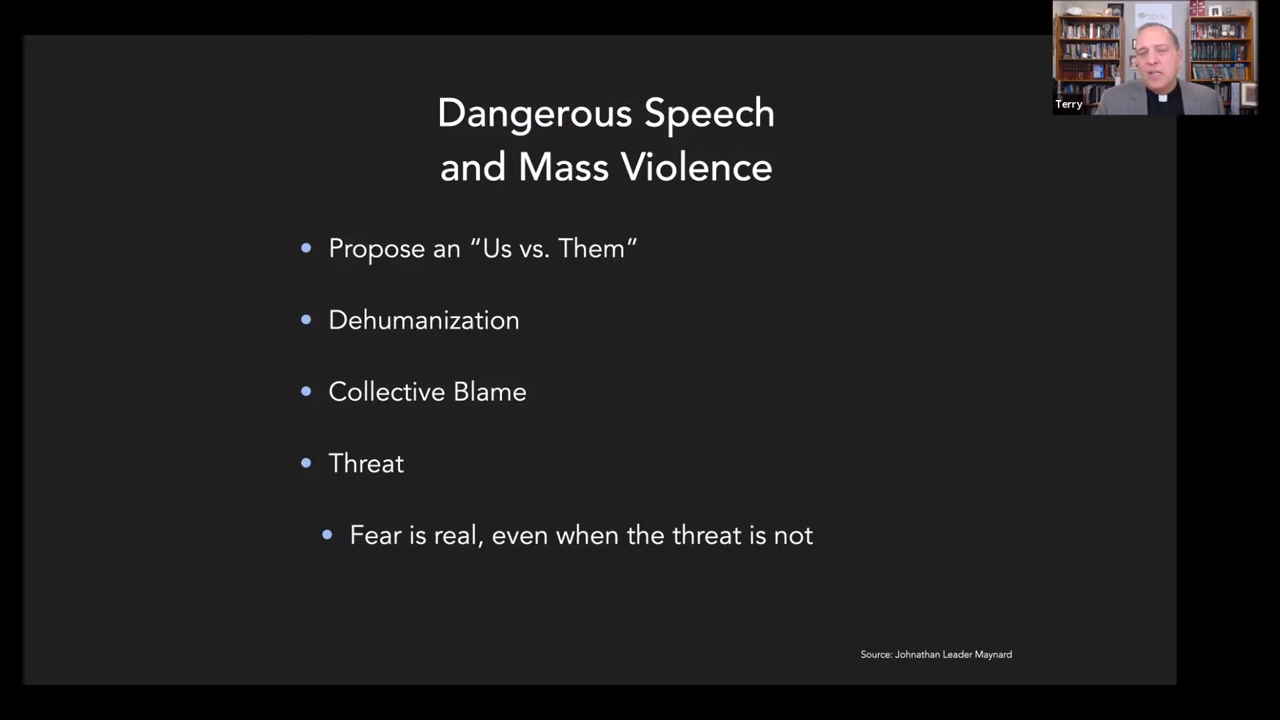 Terry
Dangerous Speech
and Mass Violence
• Propose an “Us vs. Them”
• Dehumanization
• Collective Blame
• Threat
• Fear is real, even when the threat is not
Source: Johnathan Leader Maynard